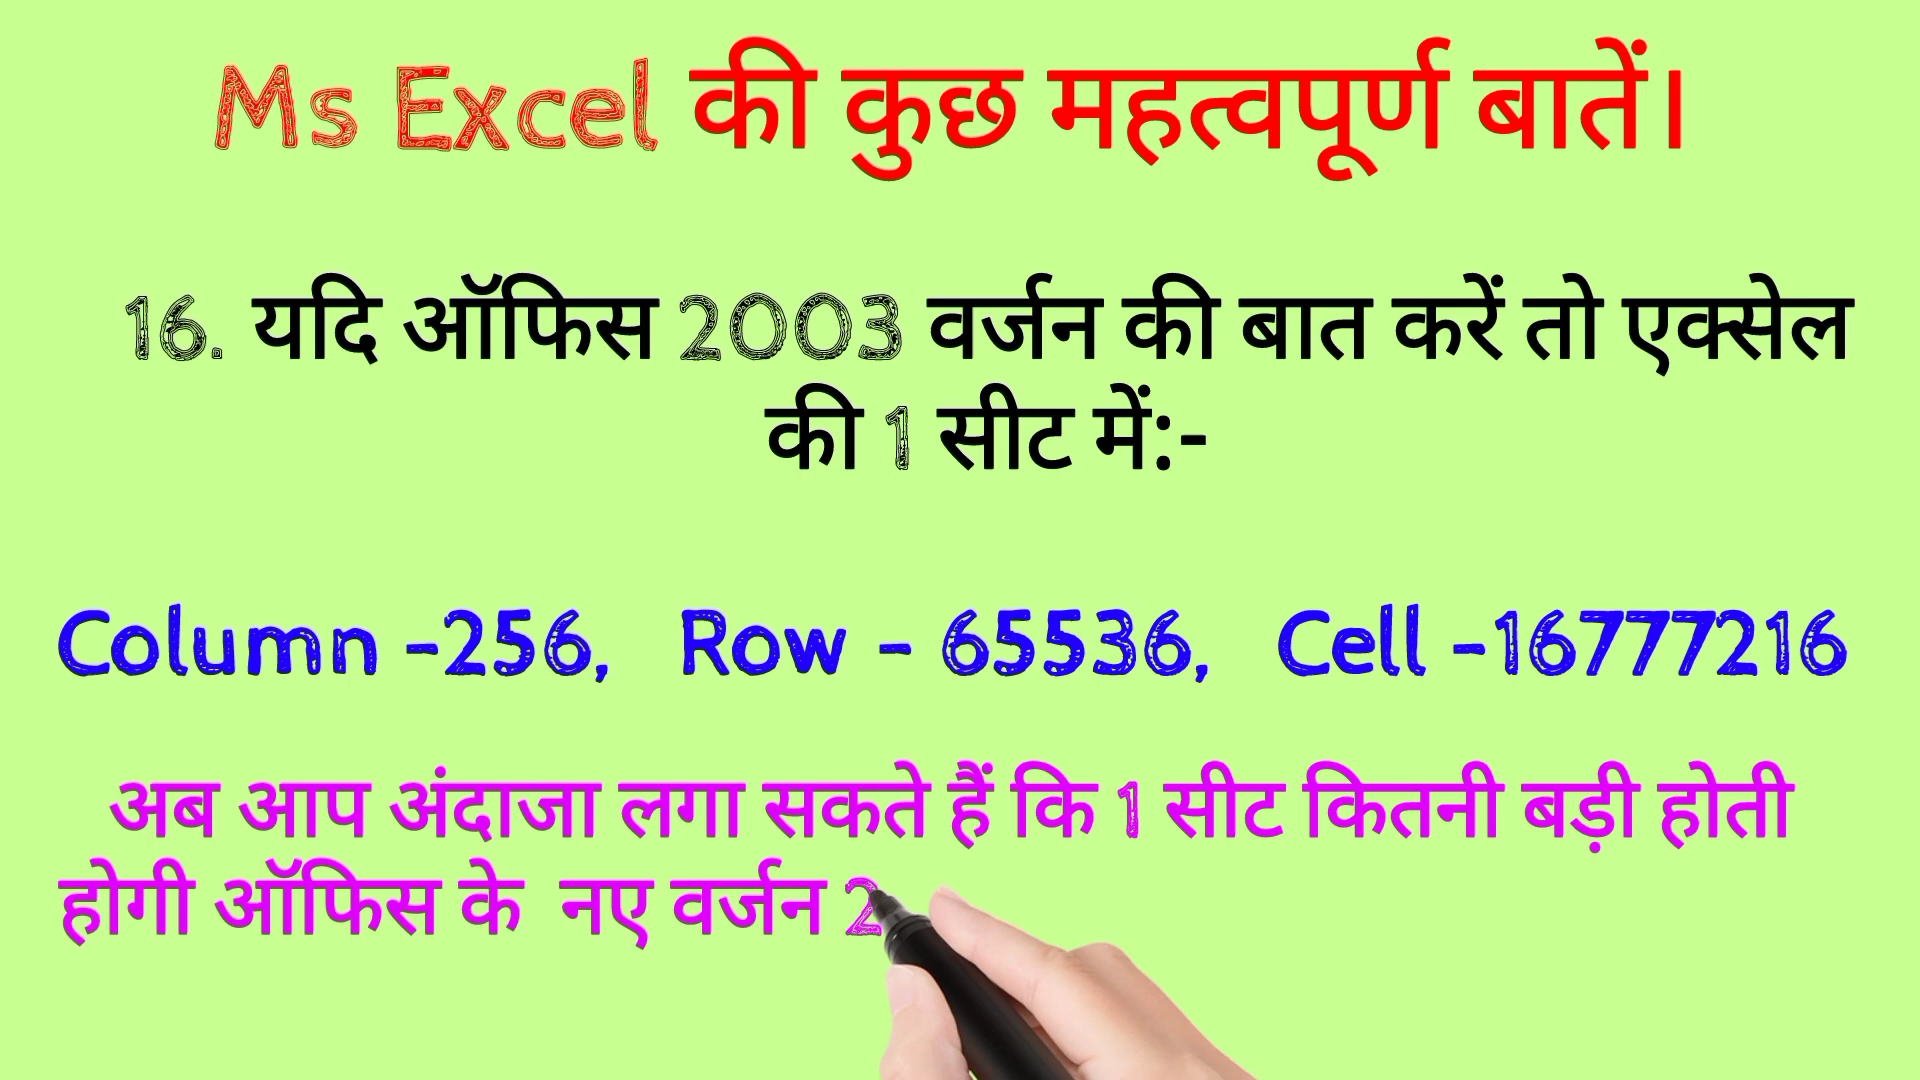 Ms Excel की कुछ महत्वपूर्ण बातें।
16. यदि ऑफिस 2003 वर्जन की बात करें तो एक्सेल
की 1 सीट में:-
Column -256, Row - 65536, Cell -16777216
अब आप अंदाजा लगा सकते हैं कि 1 सीट कितनी बड़ी होती
होगी ऑफिस के नए वर्जन 2